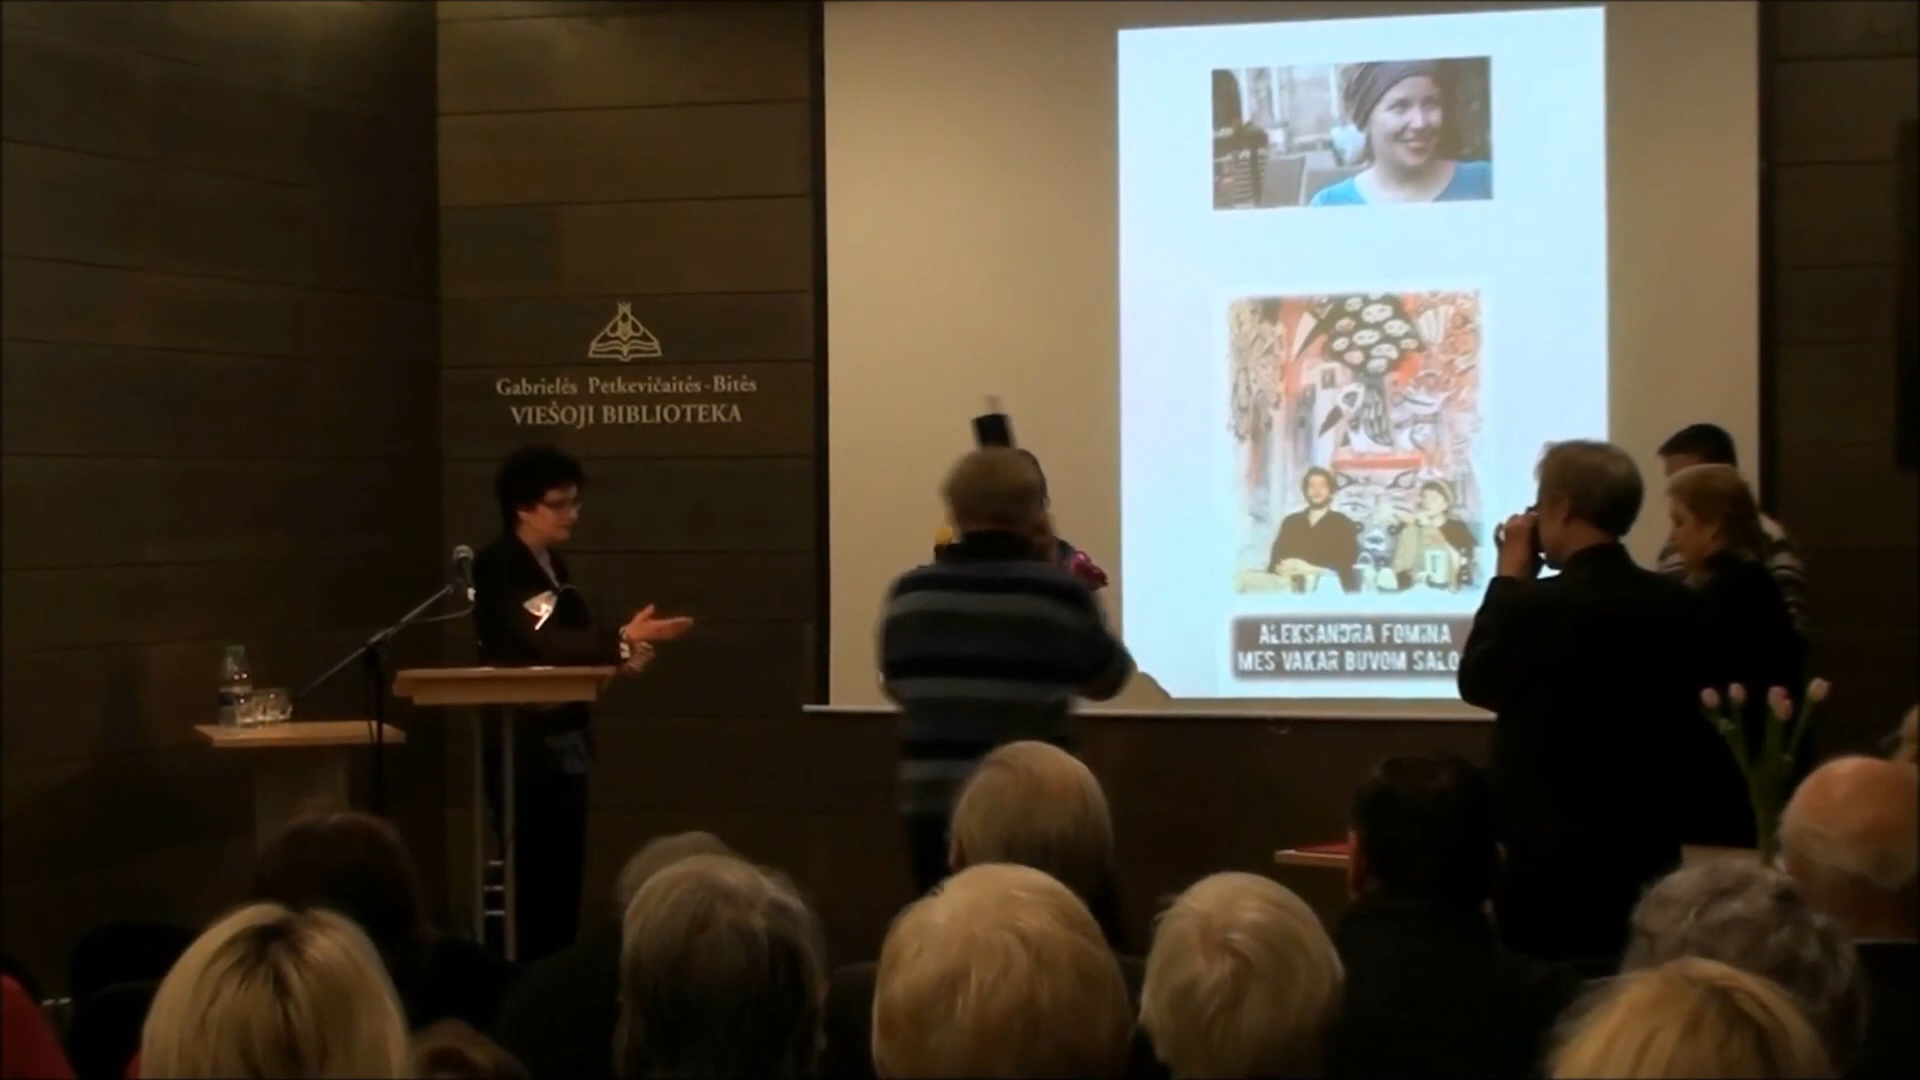 Gabrielės Petkevičaitės-Bitės
VIEŠOJI BIBLIOTEKA
ALEKSANDRA FOMINA
MES VAKAR BUVOM SALO